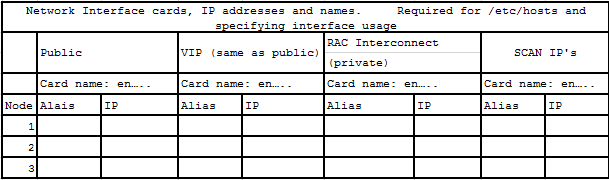 Network Interface cards, IP addresses and names. Required for /etc/hosts and
specifying interface usage
Public VIP (same as public) RAC Interconnect (private) SCAN IP's
Card name: en….. Card name: en….. Card name: en….. Card name: en…..
Node Alais IP Alias IP Alias IP Alias IP
1
2
3